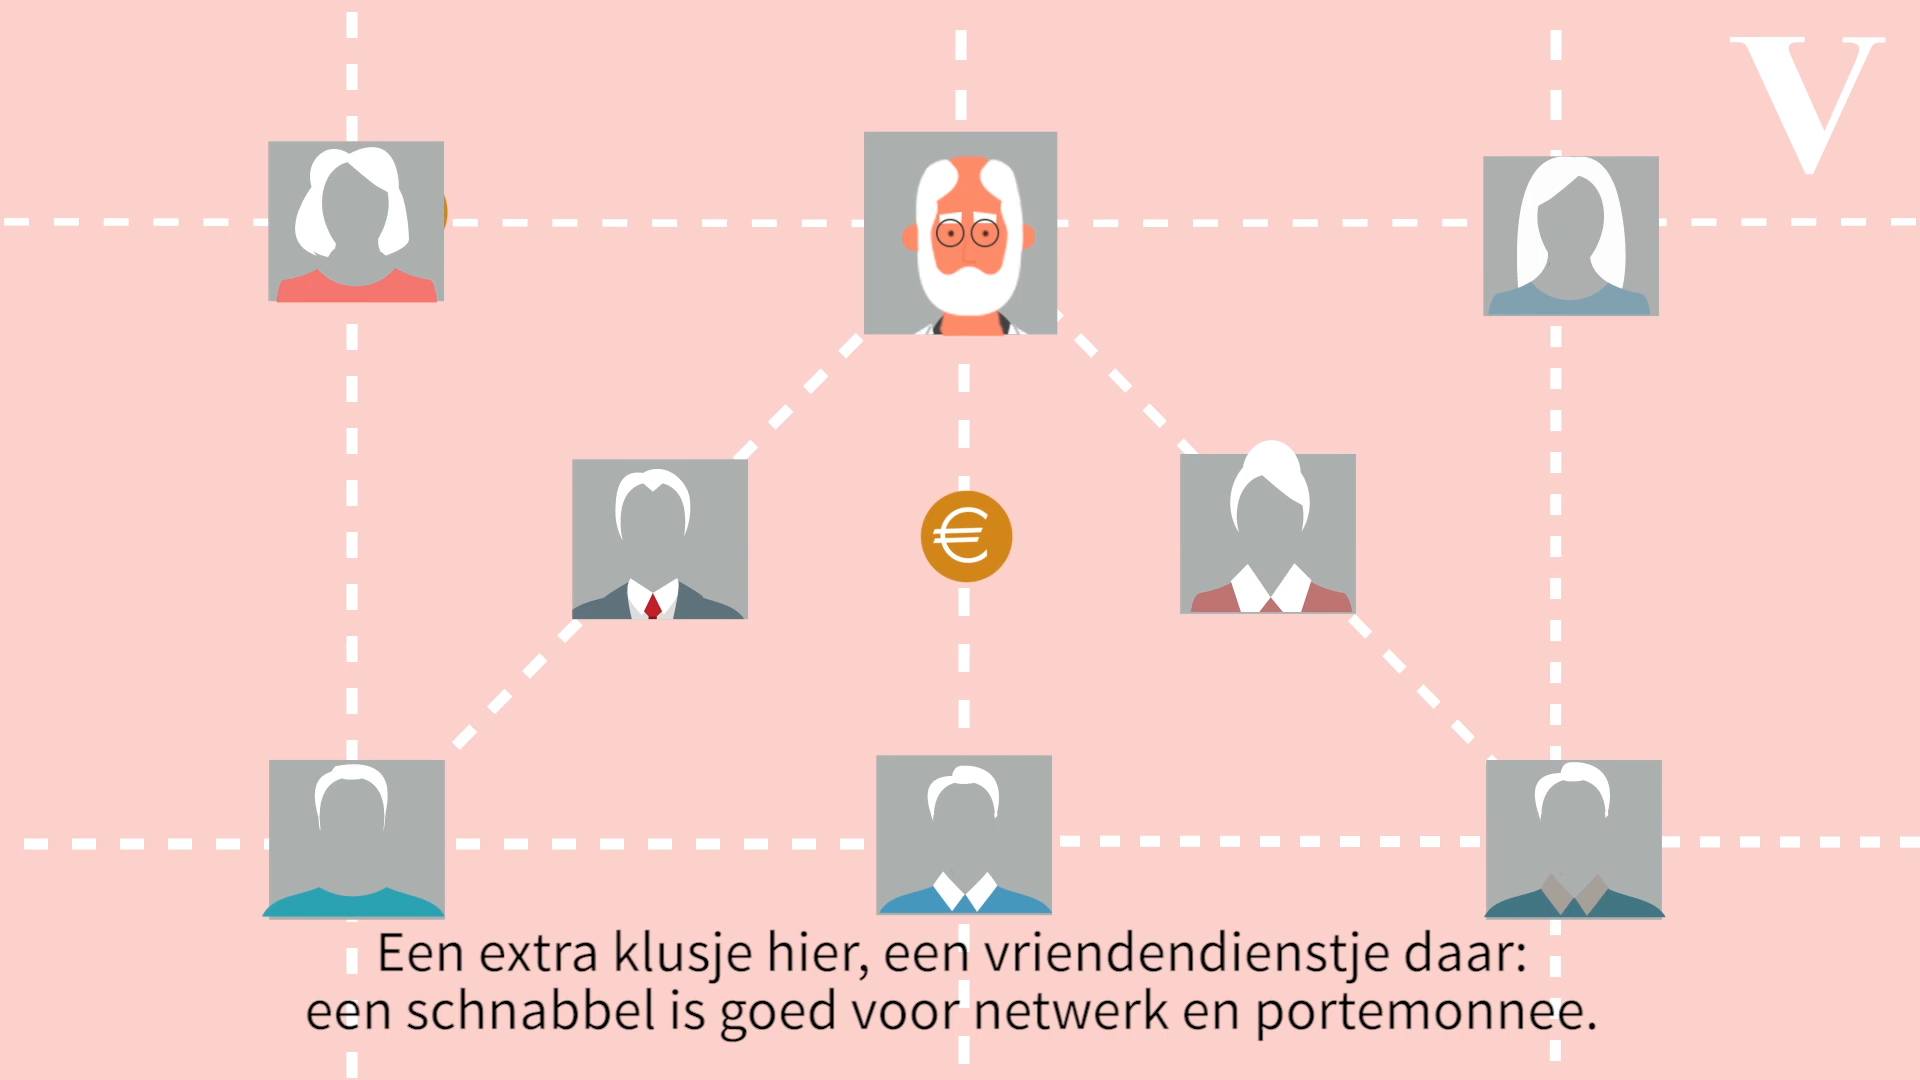 V
€
Een extra klusje hier, een vriendendienstje daar:
een schnabbel is goed voor netwerk en portemonnee.